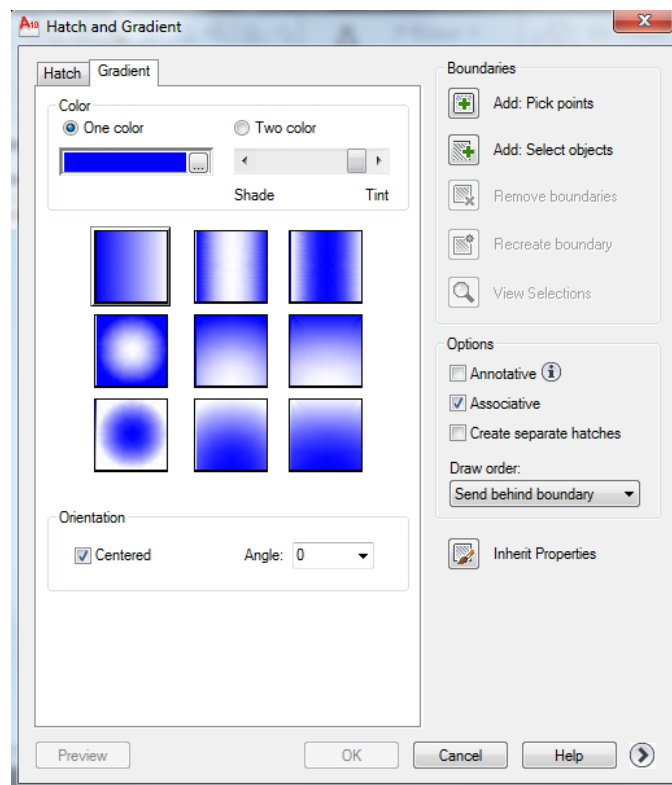 A10 Hatch and Gradient
Hatch Gradient
Color
One color Two color
...
Shade Tint
Orientation
Centered Angle: 0
Boundaries
Add: Pick points
Add: Select objects
Remove boundaries
Recreate boundary
View Selections
Options
Annotative
Associative
Create separate hatches
Draw order:
Send behind boundary
Inherit Properties
Preview OK Cancel Help